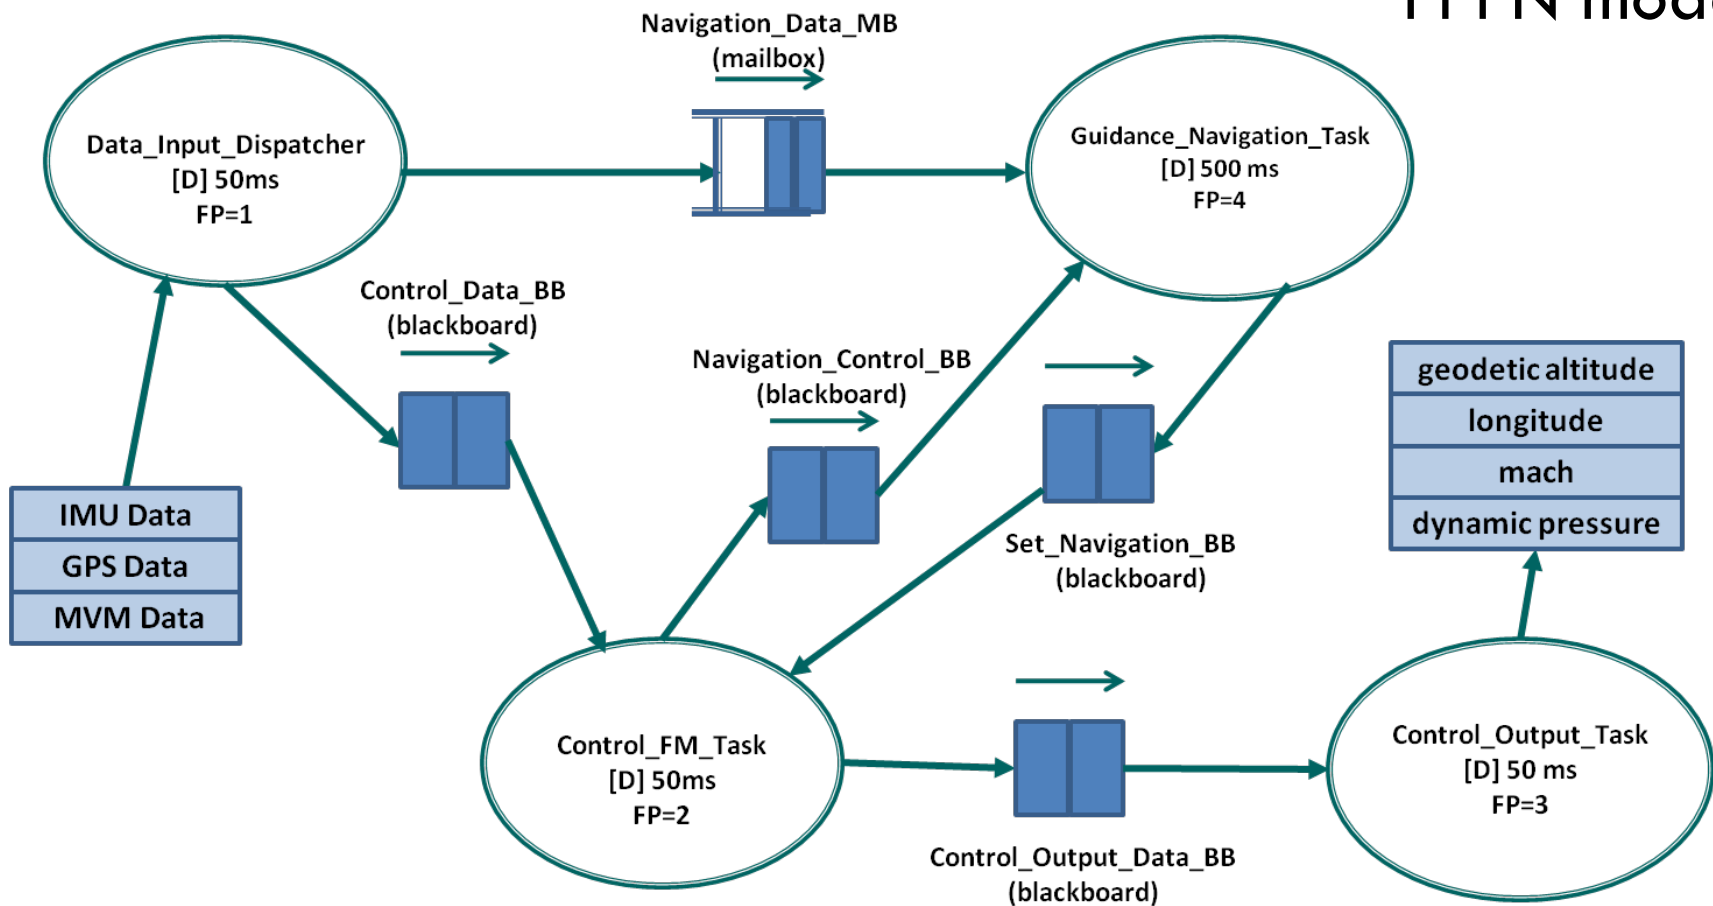 FPPN mode
Navigation_Data_MB
(mailbox)
Data_Input_Dispatcher
[D] 50ms
FP=1
Guidance_Navigation_Task
[D] 500 ms
FP=4
Control_Data_BB
(blackboard)
Navigation_Control_BB
(blackboard)
geodetic altitude
longitude
mach
dynamic pressure
IMU Data
GPS Data
MVM Data
Set_Navigation_BB
(blackboard)
Control_FM_Task
[D] 50ms
FP=2
Control_Output_Task
[D] 50 ms
FP=3
Control_Output_Data_BB
(blackboard)